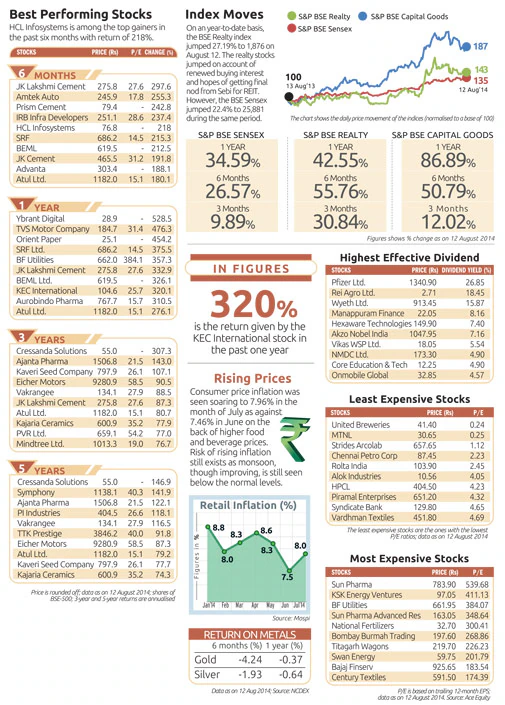 Best Performing Stocks
HCL Infosystems is among the top gainers in
the past six months with return of 218%.
STOCKS PRICE (Rs) P/E CHANGE (%)
6 MONTHS
JK Lakshmi Cement 275.8 27.6 297.6
Amtek Auto 245.9 17.8 255.3
Prism Cement 79.4 - 242.8
IRB Infra Developers 251.1 28.6 237.4
HCL Infosystems 76.8 - 218
SRF 686.2 14.5 215.3
BEML 619.5 - 212.5
JK Cement 465.5 31.2 191.8
Advanta 303.4 - 188.1
Atul Ltd. 1182.0 15.1 180.1
1 YEAR
Ybrant Digital 28.9 - 528.5
TVS Motor Company 184.7 31.4 476.3
Orient Paper 25.1 - 454.2
SRF Ltd. 686.2 14.5 375.5
BF Utilities 662.0 384.1 357.3
JK Lakshmi Cement 275.8 27.6 332.9
BEML Ltd. 619.5 - 326.1
KEC International 104.6 25.7 320.1
Aurobindo Pharma 767.7 15.7 310.5
Atul Ltd. 1182.0 15.1 276.1
3 YEARS
Cressanda Solutions 55.0 - 307.3
Ajanta Pharma 1506.8 21.5 143.0
Kaveri Seed Company 797.9 26.1 107.1
Eicher Motors 9280.9 58.5 90.5
Vakrangee 134.1 27.9 88.5
JK Lakshmi Cement 275.8 27.6 87.3
Atul Ltd. 1182.0 15.1 80.7
Kajaria Ceramics 600.9 35.2 77.9
PVR Ltd. 659.1 54.2 77.0
Mindtree Ltd. 1013.3 19.0 76.7
5 YEARS
Cressanda Solutions 55.0 - 146.9
Symphony 1138.1 40.3 141.9
Ajanta Pharma 1506.8 21.5 122.1
PI Industries 404.5 26.6 118.1
Vakrangee 134.1 27.9 116.5
TTK Prestige 3846.2 40.0 91.8
Eicher Motors 9280.9 58.5 87.3
Atul Ltd. 1182.0 15.1 79.2
Kaveri Seed Company 797.9 26.1 77.7
Kajaria Ceramics 600.9 35.2 74.3
Price is rounded off; data as on 12 August 2014; shares of
BSE-500; 3-year and 5-year returns are annualised
Index Moves
On an year-to-date basis,
the BSE Realty index
jumped 27.19% to 1,876 on
August 12. The realty stocks
jumped on account of
renewed buying interest
and hopes of getting final
nod from Sebi for REIT.
However, the BSE Sensex
jumped 22.4% to 25,881
during the same period.
S&P BSE Realty S&P BSE Capital Goods
S&P BSE Sensex
187
143
135
100
13 Aug'13
12 Aug'14
The chart shows the daily price movement of the indices (normalised to a base of 100)
S&P BSE SENSEX S&P BSE REALTY S&P BSE CAPITAL GOODS
1 YEAR 1 YEAR 1 YEAR
34.59% 42.55% 86.89%
6 Months 6 Months 6 Months
26.57% 55.76% 50.79%
3 Months 3 Months 3 Months
9.89% 30.84% 12.02%
Figures shows % change as on 12 August 2014
IN FIGURES
320%
is the return given by the
KEC International stock in
the past one year
Rising Prices
Consumer price inflation was
seen soaring to 7.96% in the
month of July as against
7.46% in June on the
back of higher food
and beverage prices.
Risk of rising inflation
still exists as monsoon,
though improving, is still seen
below the normal levels.
Retail Inflation (%)
Figures in %
8.8
8.0
8.3
8.6
8.3
7.5
8.0
Jan'14 Feb Mar Apr May Jun Jul'14
Source: Mospi
RETURN ON METALS
6 months (%) 1 year (%)
Gold -4.24 -0.37
Silver -1.93 -0.64
Data as on 12 Aug 2014; Source: NCDEX
Highest Effective Dividend
STOCKS PRICE (Rs) DIVIDEND YIELD (%)
Pfizer Ltd. 1340.90 26.85
Rei Agro Ltd. 2.71 18.45
Wyeth Ltd. 913.45 15.87
Manappuram Finance 22.05 8.16
Hexaware Technologies 149.90 7.40
Akzo Nobel India 1047.95 7.16
Vikas WSP Ltd. 18.05 5.54
NMDC Ltd. 173.30 4.90
Core Education & Tech 12.25 4.90
Onmobile Global 32.85 4.57
Least Expensive Stocks
STOCKS PRICE (Rs) P/E
United Breweries 41.40 0.24
MTNL 30.65 0.25
Strides Arcolab 657.65 1.12
Chennai Petro Corp 87.45 2.23
Rolta India 103.90 2.45
Alok Industries 10.56 4.05
HPCL 404.50 4.23
Piramal Enterprises 651.20 4.32
Syndicate Bank 129.80 4.65
Vardhman Textiles 451.80 4.69
The least expensive stocks are the ones with the lowest
P/E ratios; data as on 12 August 2014
Most Expensive Stocks
STOCKS PRICE (Rs) P/E
Sun Pharma 783.90 539.68
KSK Energy Ventures 97.05 411.13
BF Utilities 661.95 384.07
Sun Pharma Advanced Res 163.05 348.64
National Fertilizers 32.70 300.41
Bombay Burmah Trading 197.60 268.86
Titagarh Wagons 219.70 226.23
Swan Energy 59.75 201.79
Bajaj Finserv 925.65 183.54
Century Textiles 591.50 174.39
P/E is based on trailing 12-month EPS;
data as on 12 August 2014. Source: Ace Equity